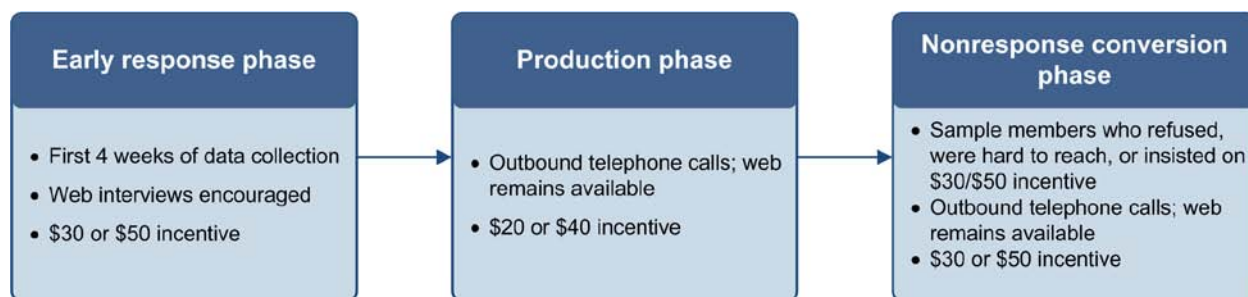 Early response phase
• First 4 weeks of data collection
• Web interviews encouraged
• $30 or $50 incentive
Production phase
• Outbound telephone calls; web
remains available
• $20 or $40 incentive
Nonresponse conversion
phase
• Sample members who refused,
were hard to reach, or insisted on
$30/$50 incentive
• Outbound telephone calls; web
remains available
• $30 or $50 incentive